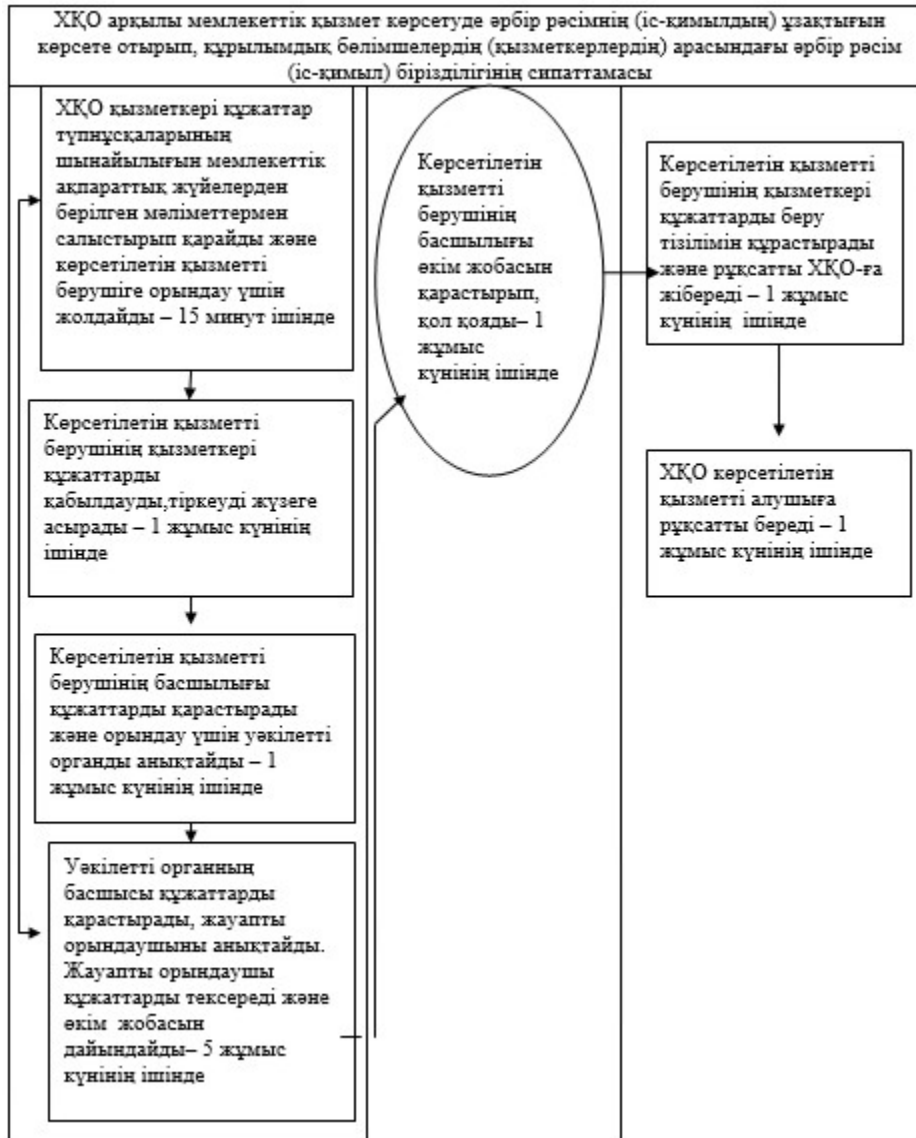 ХҚО арқылы мемлекеттік қызмет көрсетуде әрбір рәсімнің (іс-қимылдың) ұзақтығын
көрсете отырып, құрылымдық бөлімшелердің (қызметкерлердің) арасындағы әрбір рәсім
(іс-қимыл) бірізділігінің сипаттамасы
ХҚО қызметкері құжаттар
түпнұсқаларының
шынайылығын мемлекеттік
ақпараттық жүйелерден
берілген мәліметтермен
салыстырып қарайды және
көрсетілетін қызметті
берушіге орындау үшін
жолдайды – 15 минут ішінде
Көрсетілетін қызметті
берушінің қызметкері
құжаттарды
қабылдауды,тіркеуді жүзеге
асырады – 1 жұмыс күнінің
ішінде
Көрсетілетін қызметті
берушінің басшылығы
құжаттарды қарастырады
және орындау үшін уәкілетті
органды анықтайды – 1
жұмыс күнінің ішінде
Уәкілетті органның
басшысы құжаттарды
қарастырады, жауапты
орындаушыны анықтайды.
Жауапты орындаушы
құжаттарды тексереді және
өкім жобасын
дайындайды– 5 жұмыс
күнінің ішінде
Көрсетілетін
қызметті
берушінің
басшылығы
өкім жобасын
қарастырып,
қол қояды– 1
жұмыс
күнінің ішінде
Көрсетілетін қызметті
берушінің қызметкері
құжаттарды беру
тізілімін құрастырады
және рұқсатты ХҚО-ға
жібереді – 1 жұмыс
күнінің ішінде
ХҚО көрсетілетін
қызметті алушыға
рұқсатты береді – 1
жұмыс күнінің ішінде